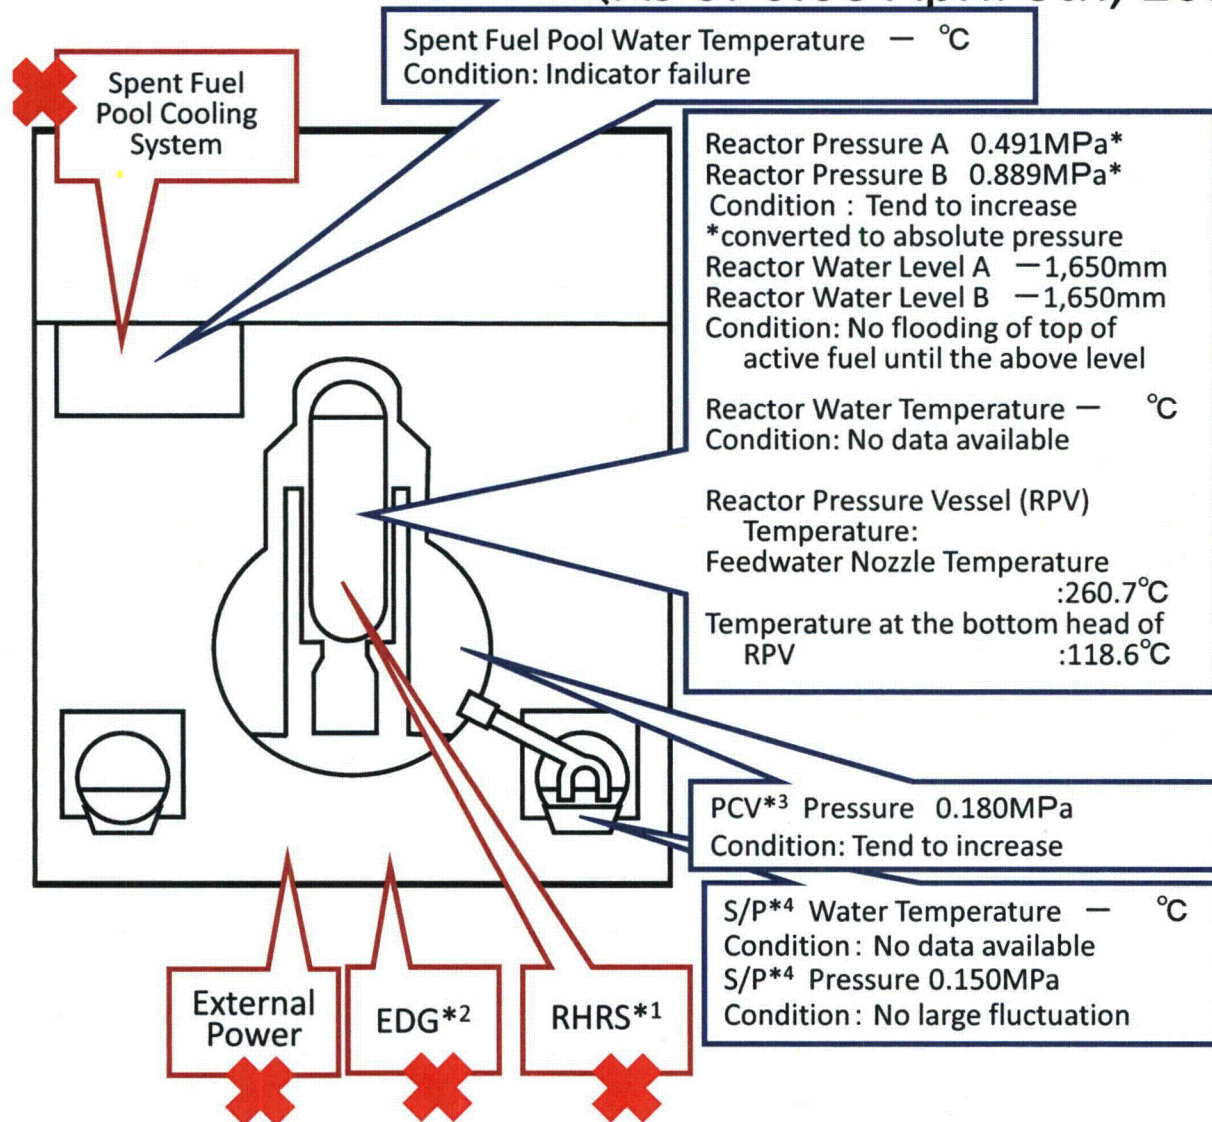 Spent Fuel Pool Water Temperature － ℃
Condition: Indicator failure
Spent Fuel
Pool Cooling
System
Reactor Pressure A 0.491MPa*
Reactor Pressure B 0.889MPa*
Condition : Tend to increase
*converted to absolute pressure
Reactor Water Level A －1,650mm
Reactor Water Level B －1,650mm
Condition: No flooding of top of
active fuel until the above level
Reactor Water Temperature － ℃
Condition: No data available
Reactor Pressure Vessel (RPV)
Temperature:
Feedwater Nozzle Temperature
:260.7℃
Temperature at the bottom head of
RPV :118.6℃
PCV*3 Pressure 0.180MPa
Condition: Tend to increase
S/P*4 Water Temperature － ℃
Condition: No data available
S/P*4 Pressure 0.150MPa
Condition: No large fluctuation
External
Power
EDG*2
RHRS*1